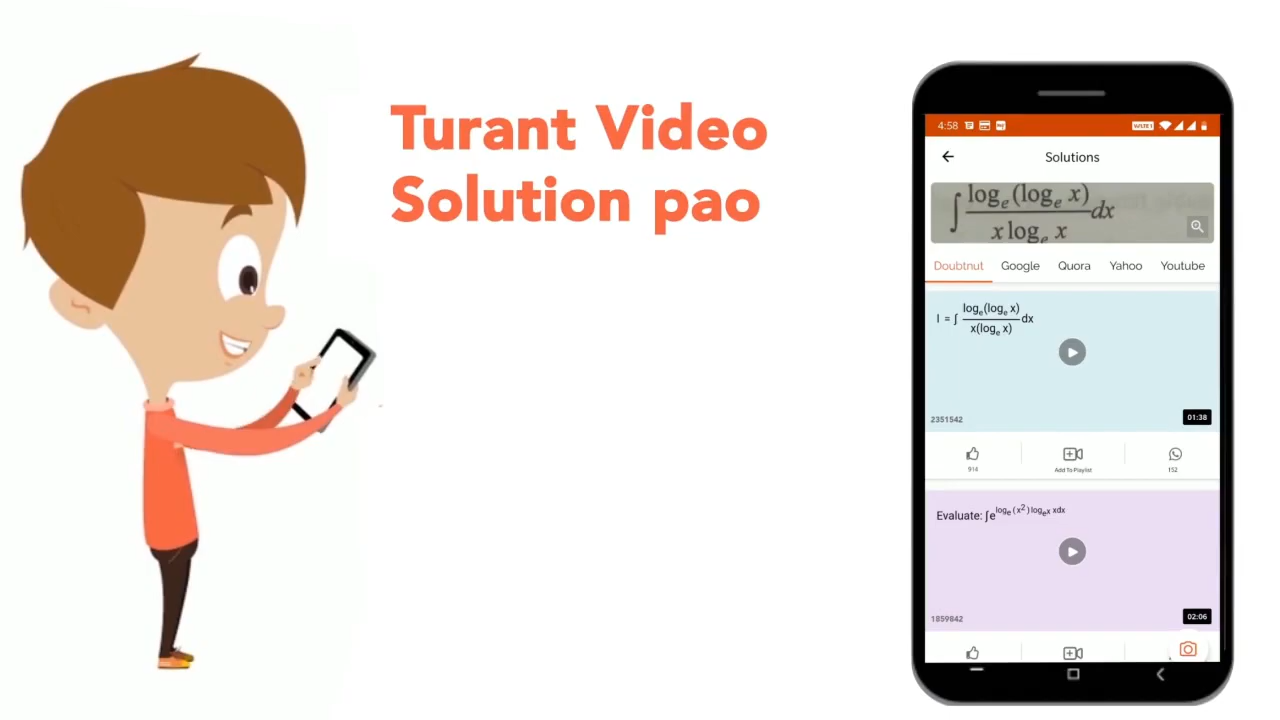 Turant Video
Solution pao
4:58
VoLTE1
Solutions
∫ logₑ(logₑ x) / x logₑ x dx
Doubtnut Google Quora Yahoo Youtube
I = ∫ logₑ(logₑ x) / x(logₑ x) dx
2351542 01:38
914 Add To Playlist 152
Evaluate: ∫e^logₑ(x²)logₑx xdx
1859842 02:06